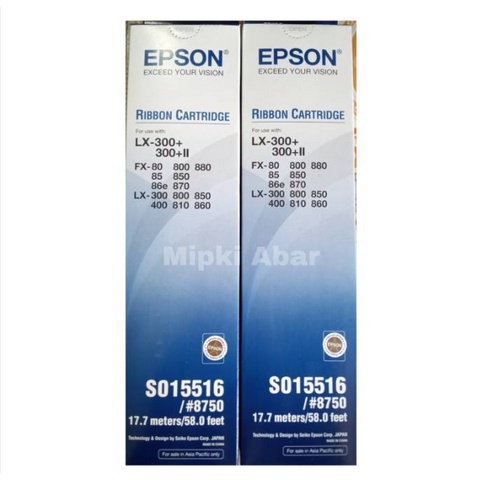 OPEN
EPSON®
EXCEED YOUR VISION
RIBBON CARTRIDGE
For use with:
LX-300+
300+II
FX-80 800 880
85 850
86e 870
LX-300 800 850
400 810 860
EPSON
S015516
/#8750
17.7 meters/58.0 feet
Technology & Design by Seiko Epson Corp. JAPAN
For sale in Asia Pacific only
OPEN
EPSON®
EXCEED YOUR VISION
RIBBON CARTRIDGE
For use with:
LX-300+
300+II
FX-80 800 880
85 850
86e 870
LX-300 800 850
400 810 860
EPSON
S015516
/#8750
17.7 meters/58.0 feet
Technology & Design by Seiko Epson Corp. JAPAN
For sale in Asia Pacific only
Mipki Abar